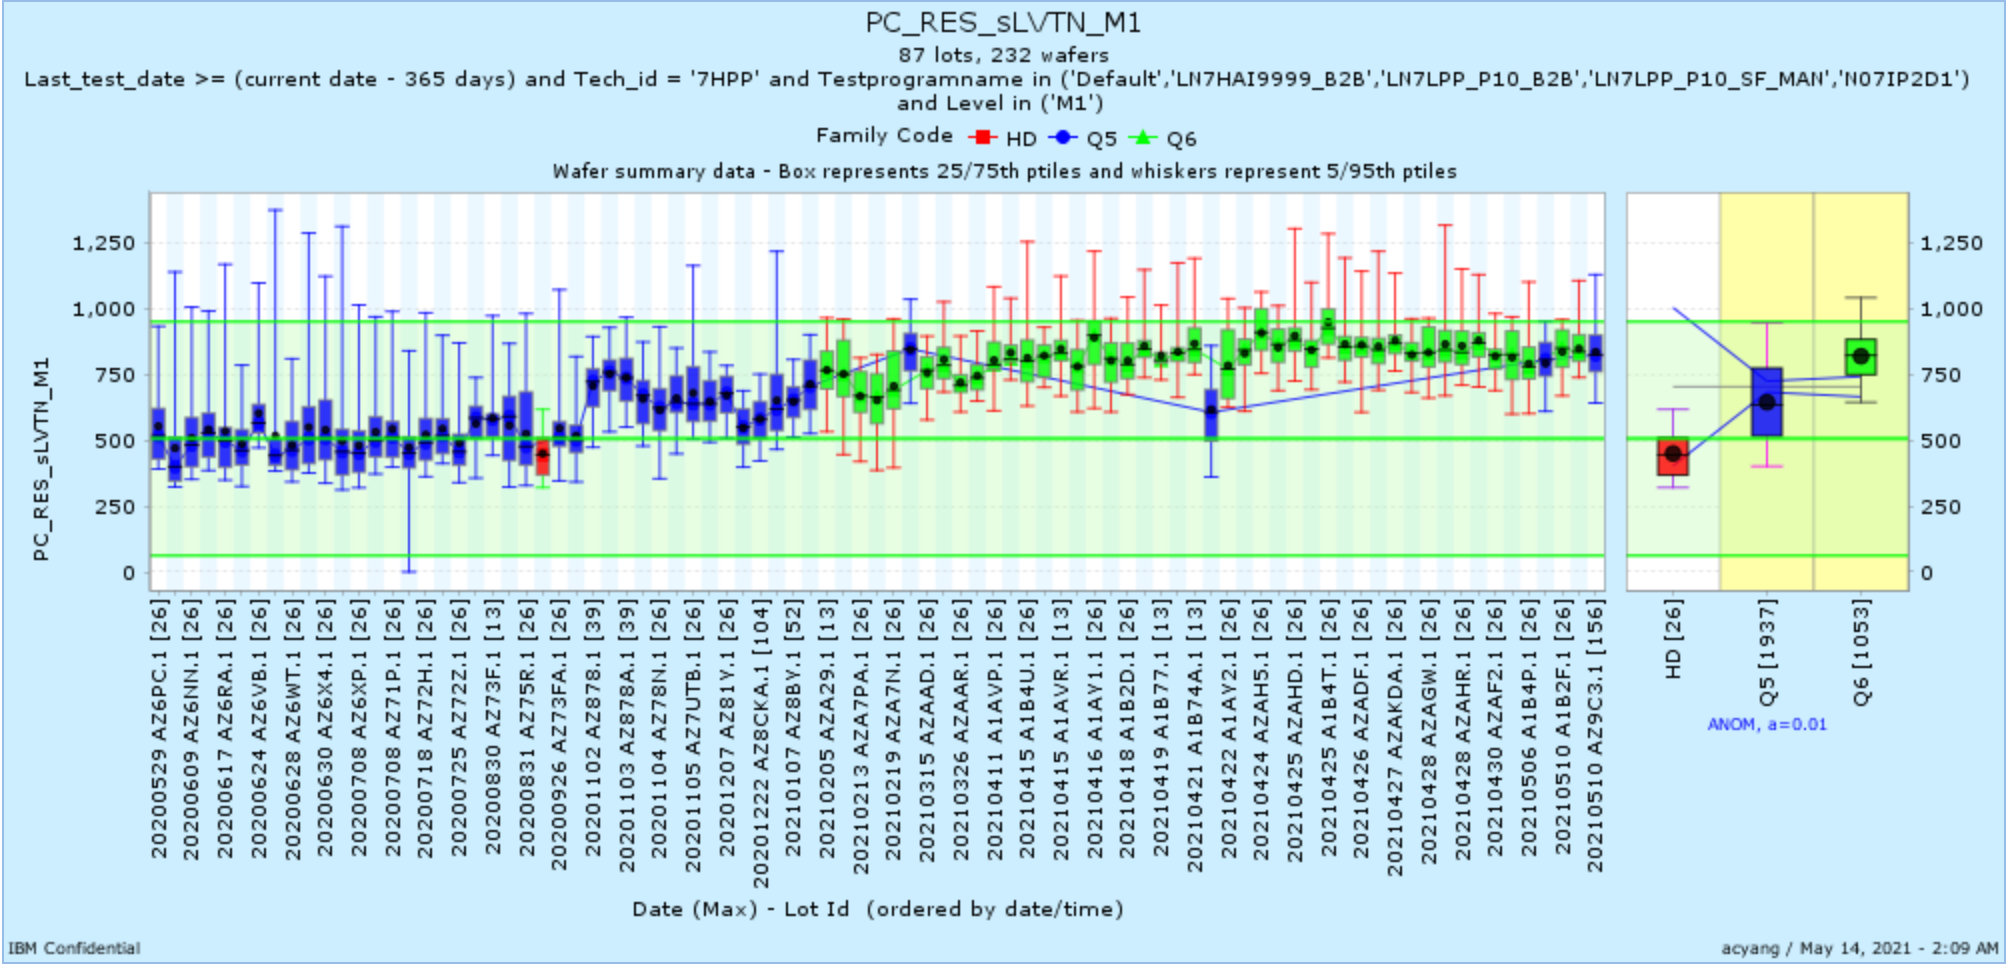 PC_RES_sLVTN_M1
87 lots, 232 wafers
Last_test_date >= (current date - 365 days) and Tech_id = '7HPP' and Testprogramname in ('Default','LN7HAI9999_B2B','LN7LPP_P10_B2B','LN7LPP_P10_SF_MAN','N07IP2D1')
and Level in ('M1')
Family Code HD Q5 Q6
Wafer summary data - Box represents 25/75th ptiles and whiskers represent 5/95th ptiles
PC_RES_sLVTN_M1
1,250
1,000
750
500
250
0
1,250
1,000
750
500
250
0
20200529 AZ6PC.1 [26]
20200609 AZ6NN.1 [26]
20200617 AZ6RA.1 [26]
20200624 AZ6VB.1 [26]
20200628 AZ6WT.1 [26]
20200630 AZ6X4.1 [26]
20200708 AZ6XP.1 [26]
20200708 AZ71P.1 [26]
20200718 AZ72H.1 [26]
20200725 AZ72Z.1 [26]
20200830 AZ73F.1 [13]
20200831 AZ75R.1 [26]
20200926 AZ73FA.1 [26]
20201102 AZ878.1 [39]
20201103 AZ878A.1 [39]
20201104 AZ78N.1 [26]
20201105 AZ7UTB.1 [26]
20201207 AZ81Y.1 [26]
20201222 AZ8CKA.1 [104]
20210107 AZ8BY.1 [52]
20210205 AZA29.1 [13]
20210213 AZA7PA.1 [26]
20210219 AZA7N.1 [26]
20210315 AZAAD.1 [26]
20210326 AZAAR.1 [26]
20210411 A1AVP.1 [26]
20210415 A1B4U.1 [26]
20210415 A1AVR.1 [13]
20210416 A1AY1.1 [26]
20210418 A1B2D.1 [26]
20210419 A1B77.1 [13]
20210421 A1B74A.1 [13]
20210422 A1AY2.1 [26]
20210424 AZAH5.1 [26]
20210425 AZAHD.1 [26]
20210425 A1B4T.1 [26]
20210426 AZADF.1 [26]
20210427 AZAKDA.1 [26]
20210428 AZAGW.1 [26]
20210428 AZAHR.1 [26]
20210430 AZAF2.1 [26]
20210506 A1B4P.1 [26]
20210510 A1B2F.1 [26]
20210510 AZ9C3.1 [156]
HD [26]
Q5 [1937]
Q6 [1053]
ANOM, a=0.01
Date (Max) - Lot Id (ordered by date/time)
IBM Confidential
acyang / May 14, 2021 - 2:09 AM